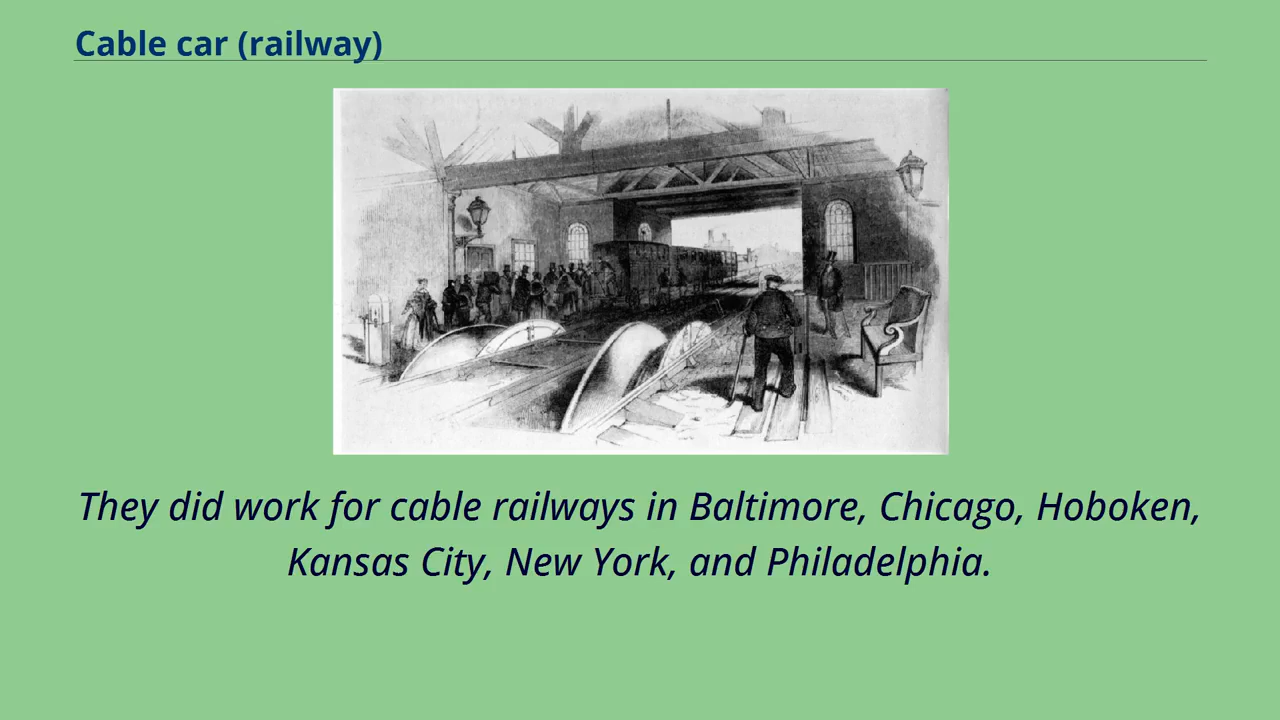 Cable car (railway)
They did work for cable railways in Baltimore, Chicago, Hoboken,
Kansas City, New York, and Philadelphia.